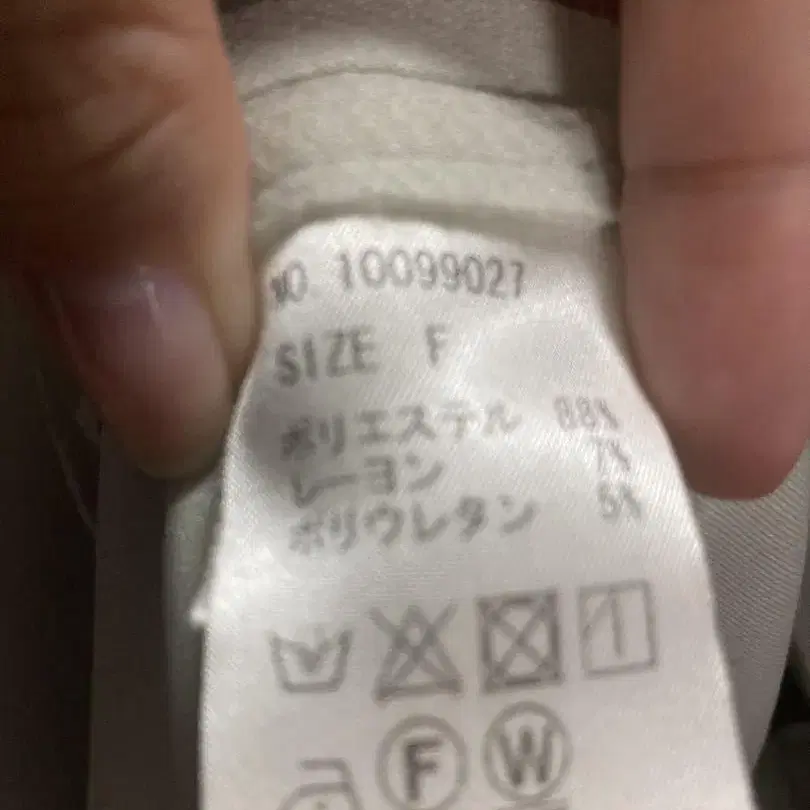 NO. 10099027
SIZE F
ポリエステル 88%
レーヨン 7%
ポリウレタン 5%
F W